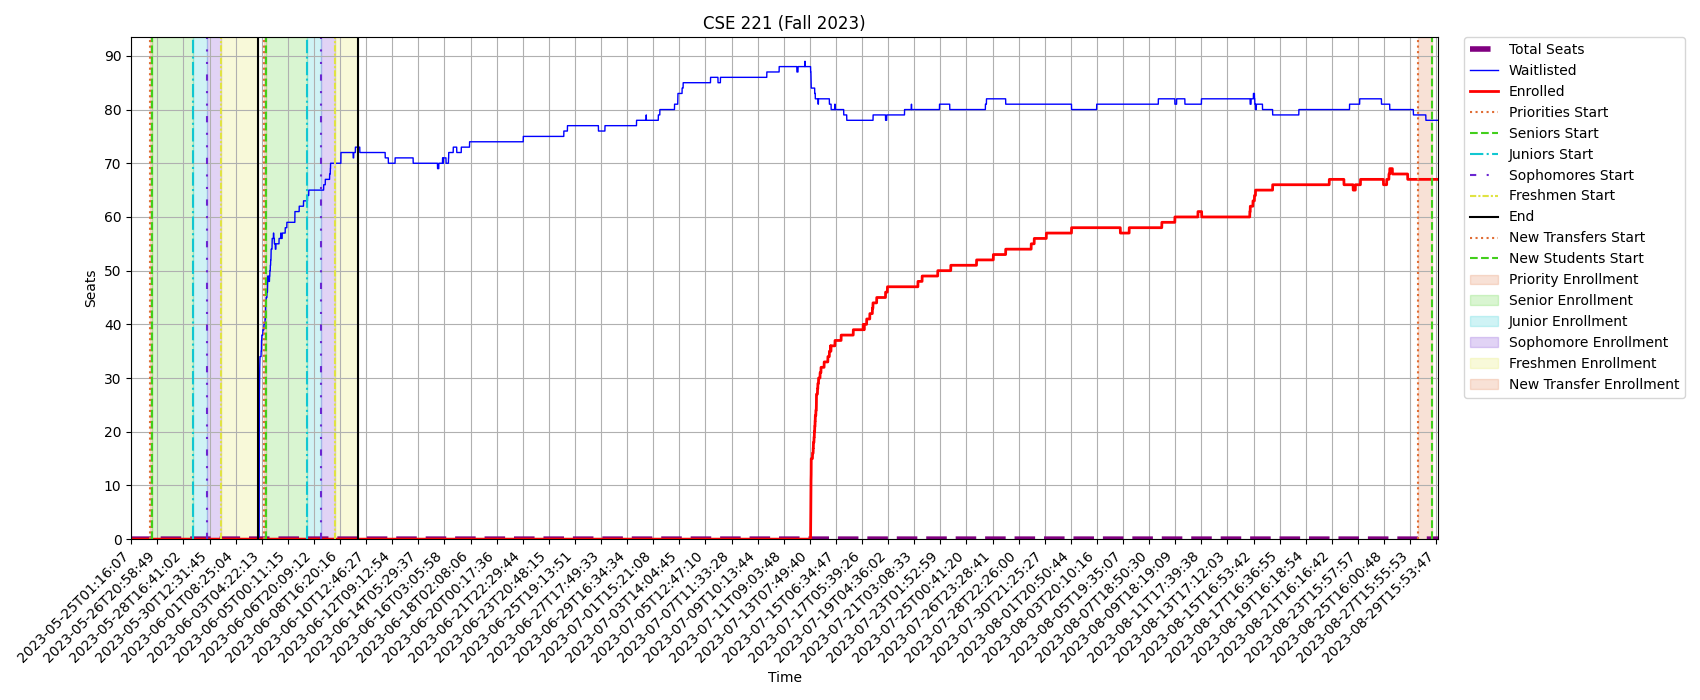 CSE 221 (Fall 2023)
90
80
70
60
50
40
30
20
10
0
Seats
2023-05-25T01:16:07
2023-05-26T20:58:49
2023-05-28T16:41:02
2023-05-30T12:31:45
2023-06-01T08:25:04
2023-06-03T04:22:13
2023-06-05T00:11:15
2023-06-06T20:09:12
2023-06-08T16:20:16
2023-06-10T12:46:27
2023-06-12T09:12:54
2023-06-14T05:29:37
2023-06-16T03:05:58
2023-06-18T02:08:06
2023-06-20T00:17:36
2023-06-21T22:29:44
2023-06-23T20:48:15
2023-06-25T19:13:51
2023-06-27T17:49:33
2023-06-29T16:34:34
2023-07-01T15:21:08
2023-07-03T14:04:45
2023-07-05T12:47:10
2023-07-07T11:33:28
2023-07-09T10:13:44
2023-07-11T09:03:48
2023-07-13T07:49:40
2023-07-15T06:34:47
2023-07-17T05:39:26
2023-07-19T04:36:02
2023-07-21T03:08:33
2023-07-23T01:52:59
2023-07-25T00:41:20
2023-07-26T23:28:41
2023-07-28T22:26:00
2023-07-30T21:25:27
2023-08-01T20:50:44
2023-08-03T20:10:16
2023-08-05T19:35:07
2023-08-07T18:50:30
2023-08-09T18:19:09
2023-08-11T17:39:38
2023-08-13T17:12:03
2023-08-15T16:53:42
2023-08-17T16:36:55
2023-08-19T16:18:54
2023-08-21T16:16:42
2023-08-23T15:57:57
2023-08-25T16:00:48
2023-08-27T15:55:53
2023-08-29T15:53:47
Time
Total Seats
Waitlisted
Enrolled
Priorities Start
Seniors Start
Juniors Start
Sophomores Start
Freshmen Start
End
New Transfers Start
New Students Start
Priority Enrollment
Senior Enrollment
Junior Enrollment
Sophomore Enrollment
Freshmen Enrollment
New Transfer Enrollment